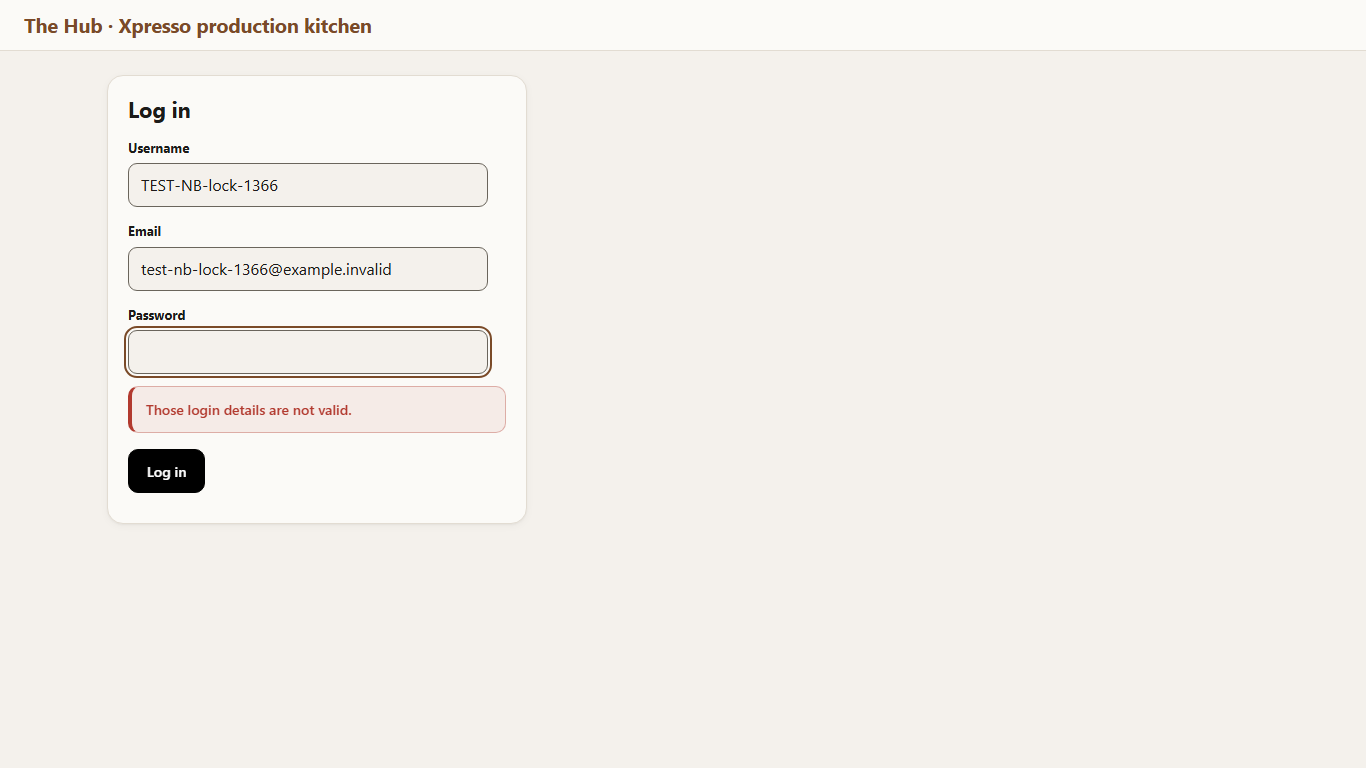 The Hub · Xpresso production kitchen
Log in
Username
TEST-NB-lock-1366
Email
test-nb-lock-1366@example.invalid
Password
Those login details are not valid.
Log in